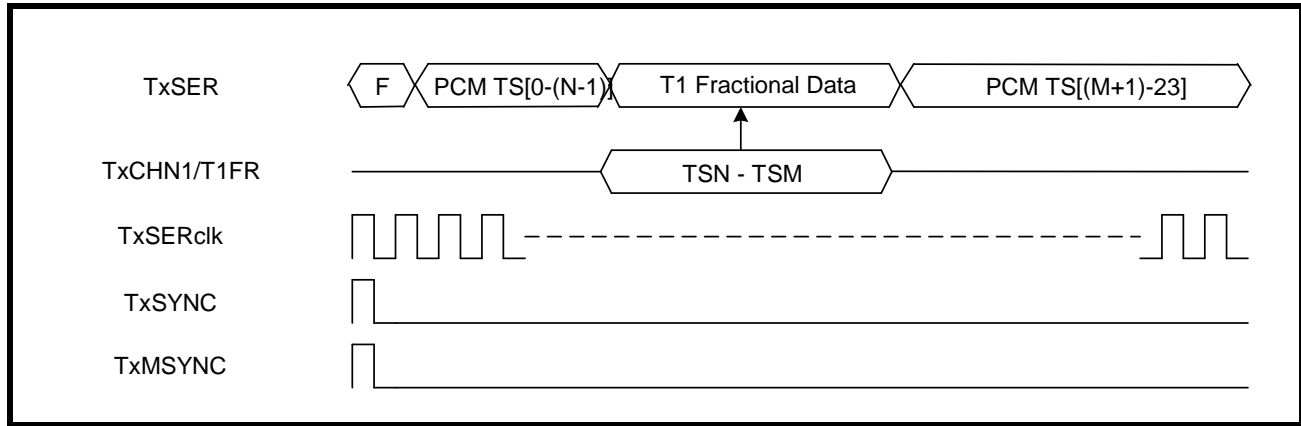 TxSER F PCM TS[0-(N-1)] T1 Fractional Data PCM TS[(M+1)-23]
TxCHN1/T1FR TSN - TSM
TxSERclk
TxSYNC
TxMSYNC